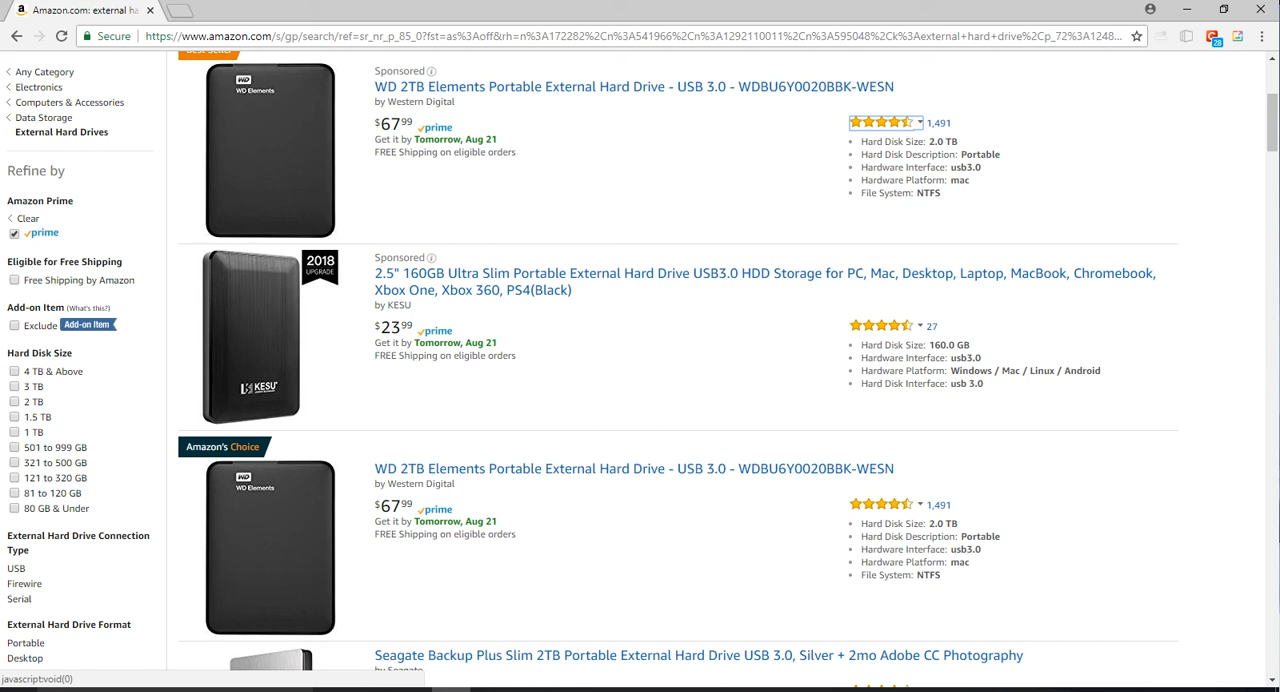 Amazon.com: external ha
Secure
https://www.amazon.com/s/gp/search/ref=sr_nr_p_85_0?fst=as%3Aoff&rh=n%3A172282%2Cn%3A541966%2Cn%3A1292110011%2Cn%3A595048%2Ck%3Aexternal+hard+drive%2Cp_72%3A1248...
28
Any Category
Electronics
Computers & Accessories
Data Storage
External Hard Drives
Refine by
Amazon Prime
Clear
prime
Eligible for Free Shipping
Free Shipping by Amazon
Add-on Item (What's this?)
Exclude Add-on Item
Hard Disk Size
4 TB & Above
3 TB
2 TB
1.5 TB
1 TB
501 to 999 GB
321 to 500 GB
121 to 320 GB
81 to 120 GB
80 GB & Under
External Hard Drive Connection
Type
USB
Firewire
Serial
External Hard Drive Format
Portable
Desktop
javascript:void(0)
Best Seller
WD
WD Elements
Sponsored
WD 2TB Elements Portable External Hard Drive - USB 3.0 - WDBU6Y0020BBK-WESN
by Western Digital
$67.99 prime
Get it by Tomorrow, Aug 21
FREE Shipping on eligible orders
1,491
Hard Disk Size: 2.0 TB
Hard Disk Description: Portable
Hardware Interface: usb3.0
Hardware Platform: mac
File System: NTFS
2018
UPGRADE
KESU
Sponsored
2.5" 160GB Ultra Slim Portable External Hard Drive USB3.0 HDD Storage for PC, Mac, Desktop, Laptop, MacBook, Chromebook,
Xbox One, Xbox 360, PS4(Black)
by KESU
$23.99 prime
Get it by Tomorrow, Aug 21
FREE Shipping on eligible orders
27
Hard Disk Size: 160.0 GB
Hardware Interface: usb3.0
Hardware Platform: Windows / Mac / Linux / Android
Hard Disk Interface: usb 3.0
Amazon's Choice
WD
WD Elements
WD 2TB Elements Portable External Hard Drive - USB 3.0 - WDBU6Y0020BBK-WESN
by Western Digital
$67.99 prime
Get it by Tomorrow, Aug 21
FREE Shipping on eligible orders
1,491
Hard Disk Size: 2.0 TB
Hard Disk Description: Portable
Hardware Interface: usb3.0
Hardware Platform: mac
File System: NTFS
Seagate Backup Plus Slim 2TB Portable External Hard Drive USB 3.0, Silver + 2mo Adobe CC Photography
by Seagate